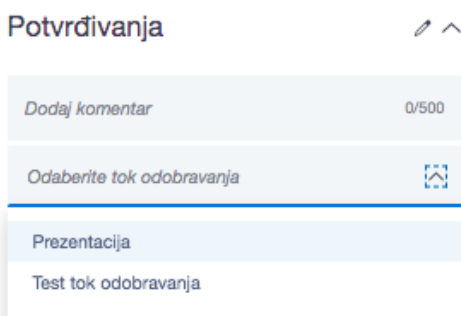 Potvrđivanja
Dodaj komentar 0/500
Odaberite tok odobravanja
Prezentacija
Test tok odobravanja